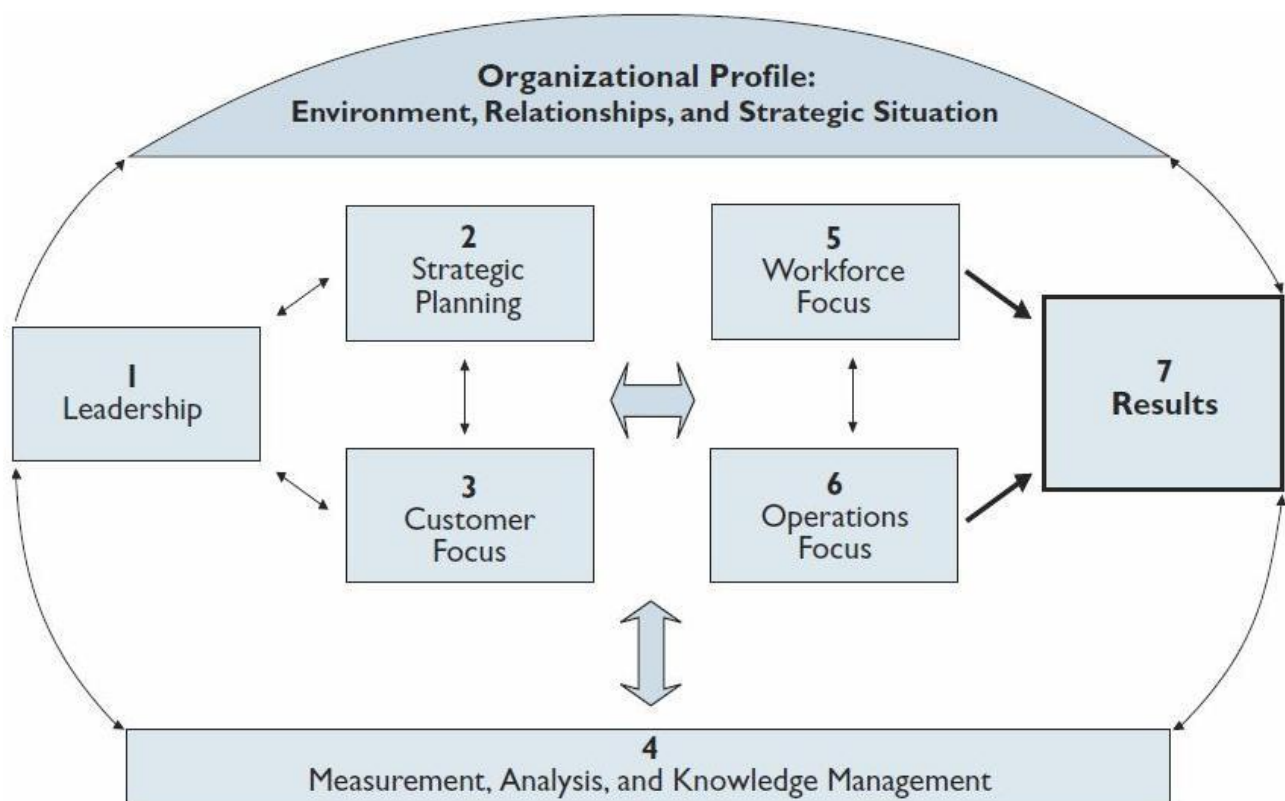 Organizational Profile:
Environment, Relationships, and Strategic Situation
2
Strategic
Planning
5
Workforce
Focus
1
Leadership
7
Results
3
Customer
Focus
6
Operations
Focus
4
Measurement, Analysis, and Knowledge Management